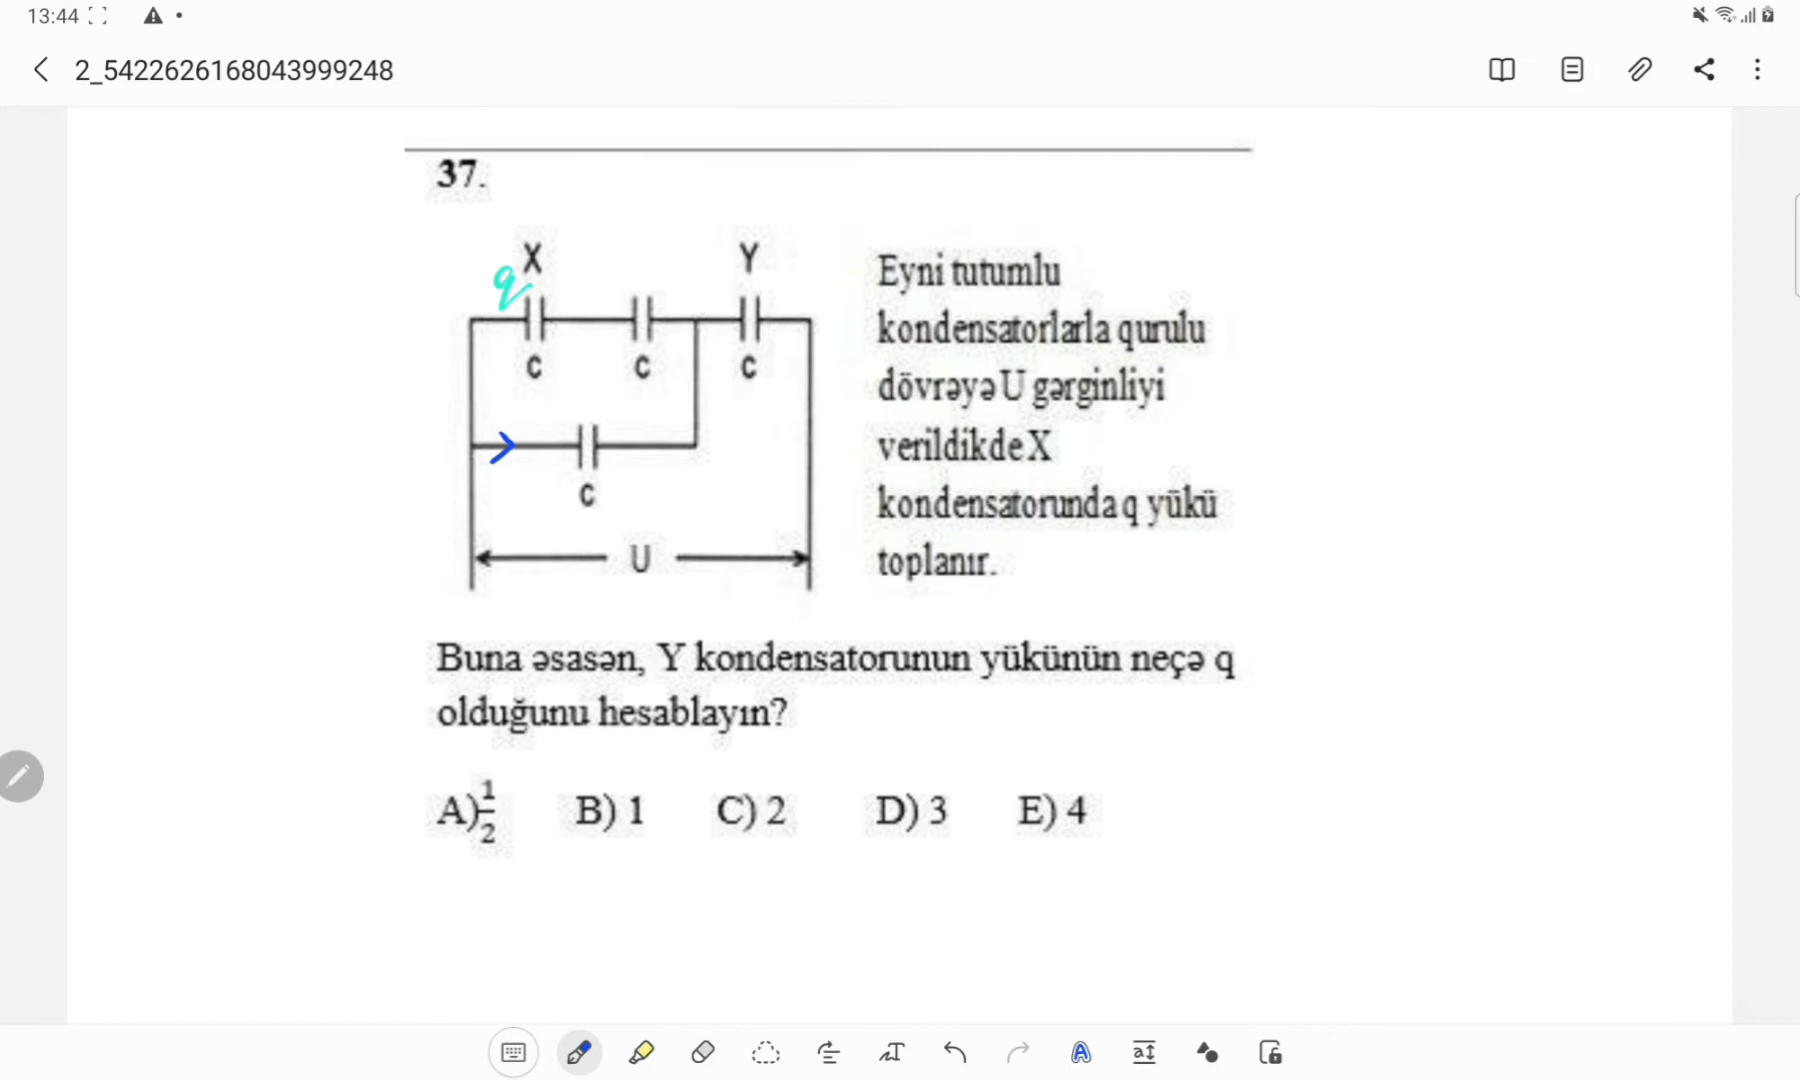 13:44
2_5422626168043999248
37.
X Y
q
C C C
C
U
Eyni tutumlu
kondensatorlarla qurulu
dövrəyə U gərginliyi
verildikde X
kondensatorunda q yükü
toplanır.
Buna əsasən, Y kondensatorunun yükünün neçə q
olduğunu hesablayın?
A) 1/2 B) 1 C) 2 D) 3 E) 4